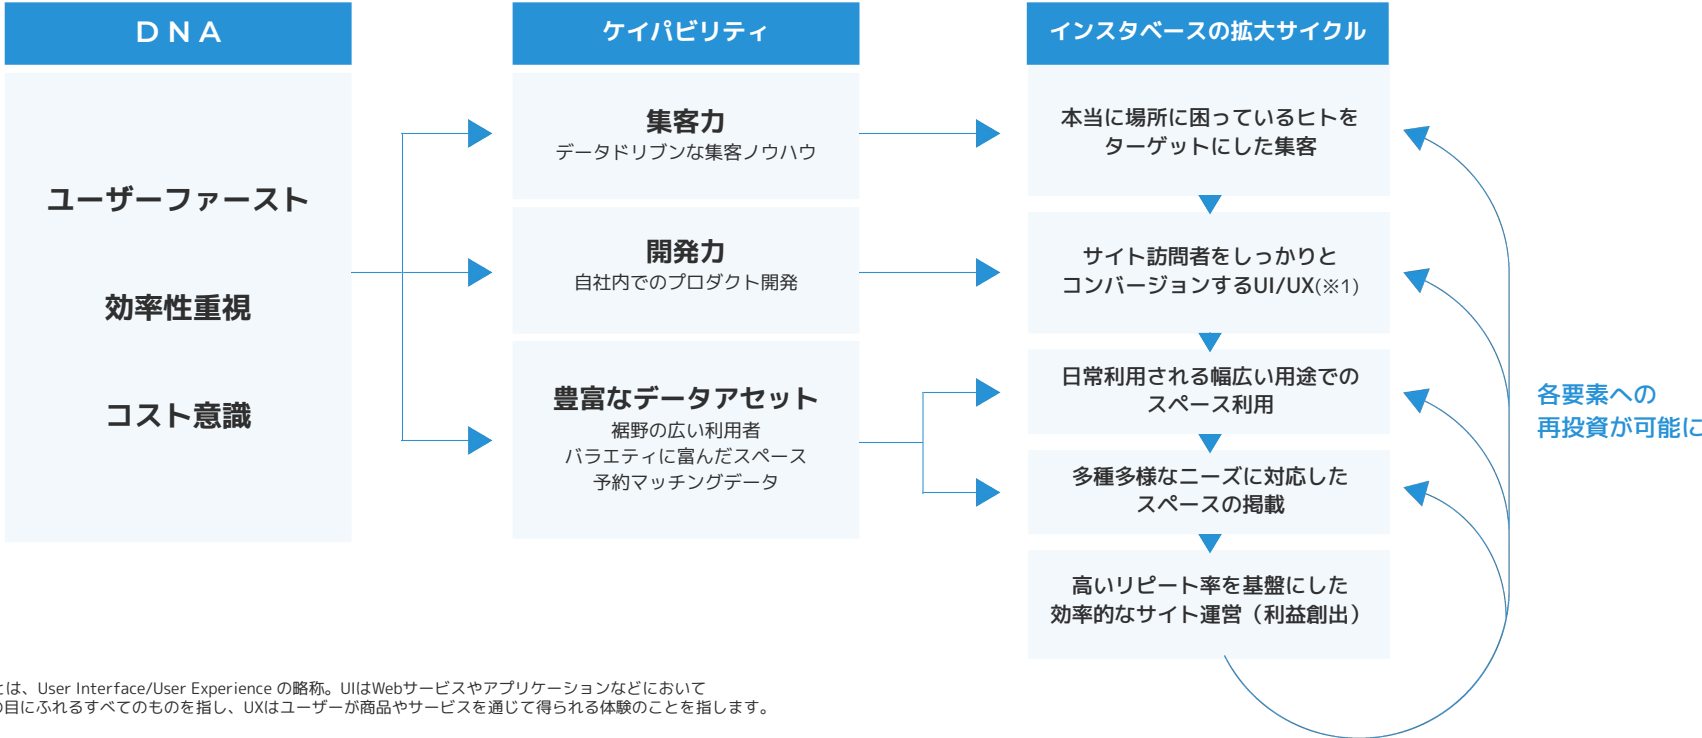 DNA
ユーザーファースト
効率性重視
コスト意識
ケイパビリティ
集客力
データドリブンな集客ノウハウ
開発力
自社内でのプロダクト開発
豊富なデータアセット
裾野の広い利用者
バラエティに富んだスペース
予約マッチングデータ
インスタベースの拡大サイクル
本当に場所に困っているヒトを
ターゲットにした集客
サイト訪問者をしっかりと
コンバージョンするUI/UX(※1)
日常利用される幅広い用途での
スペース利用
多種多様なニーズに対応した
スペースの掲載
高いリピート率を基盤にした
効率的なサイト運営（利益創出）
各要素への
再投資が可能に
とは、User Interface/User Experience の略称。UIはWebサービスやアプリケーションなどにおいて
の目にふれるすべてのものを指し、UXはユーザーが商品やサービスを通じて得られる体験のことを指します。